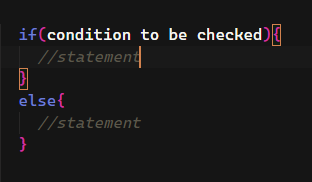 if(condition to be checked){
//statement
}
else{
//statement
}